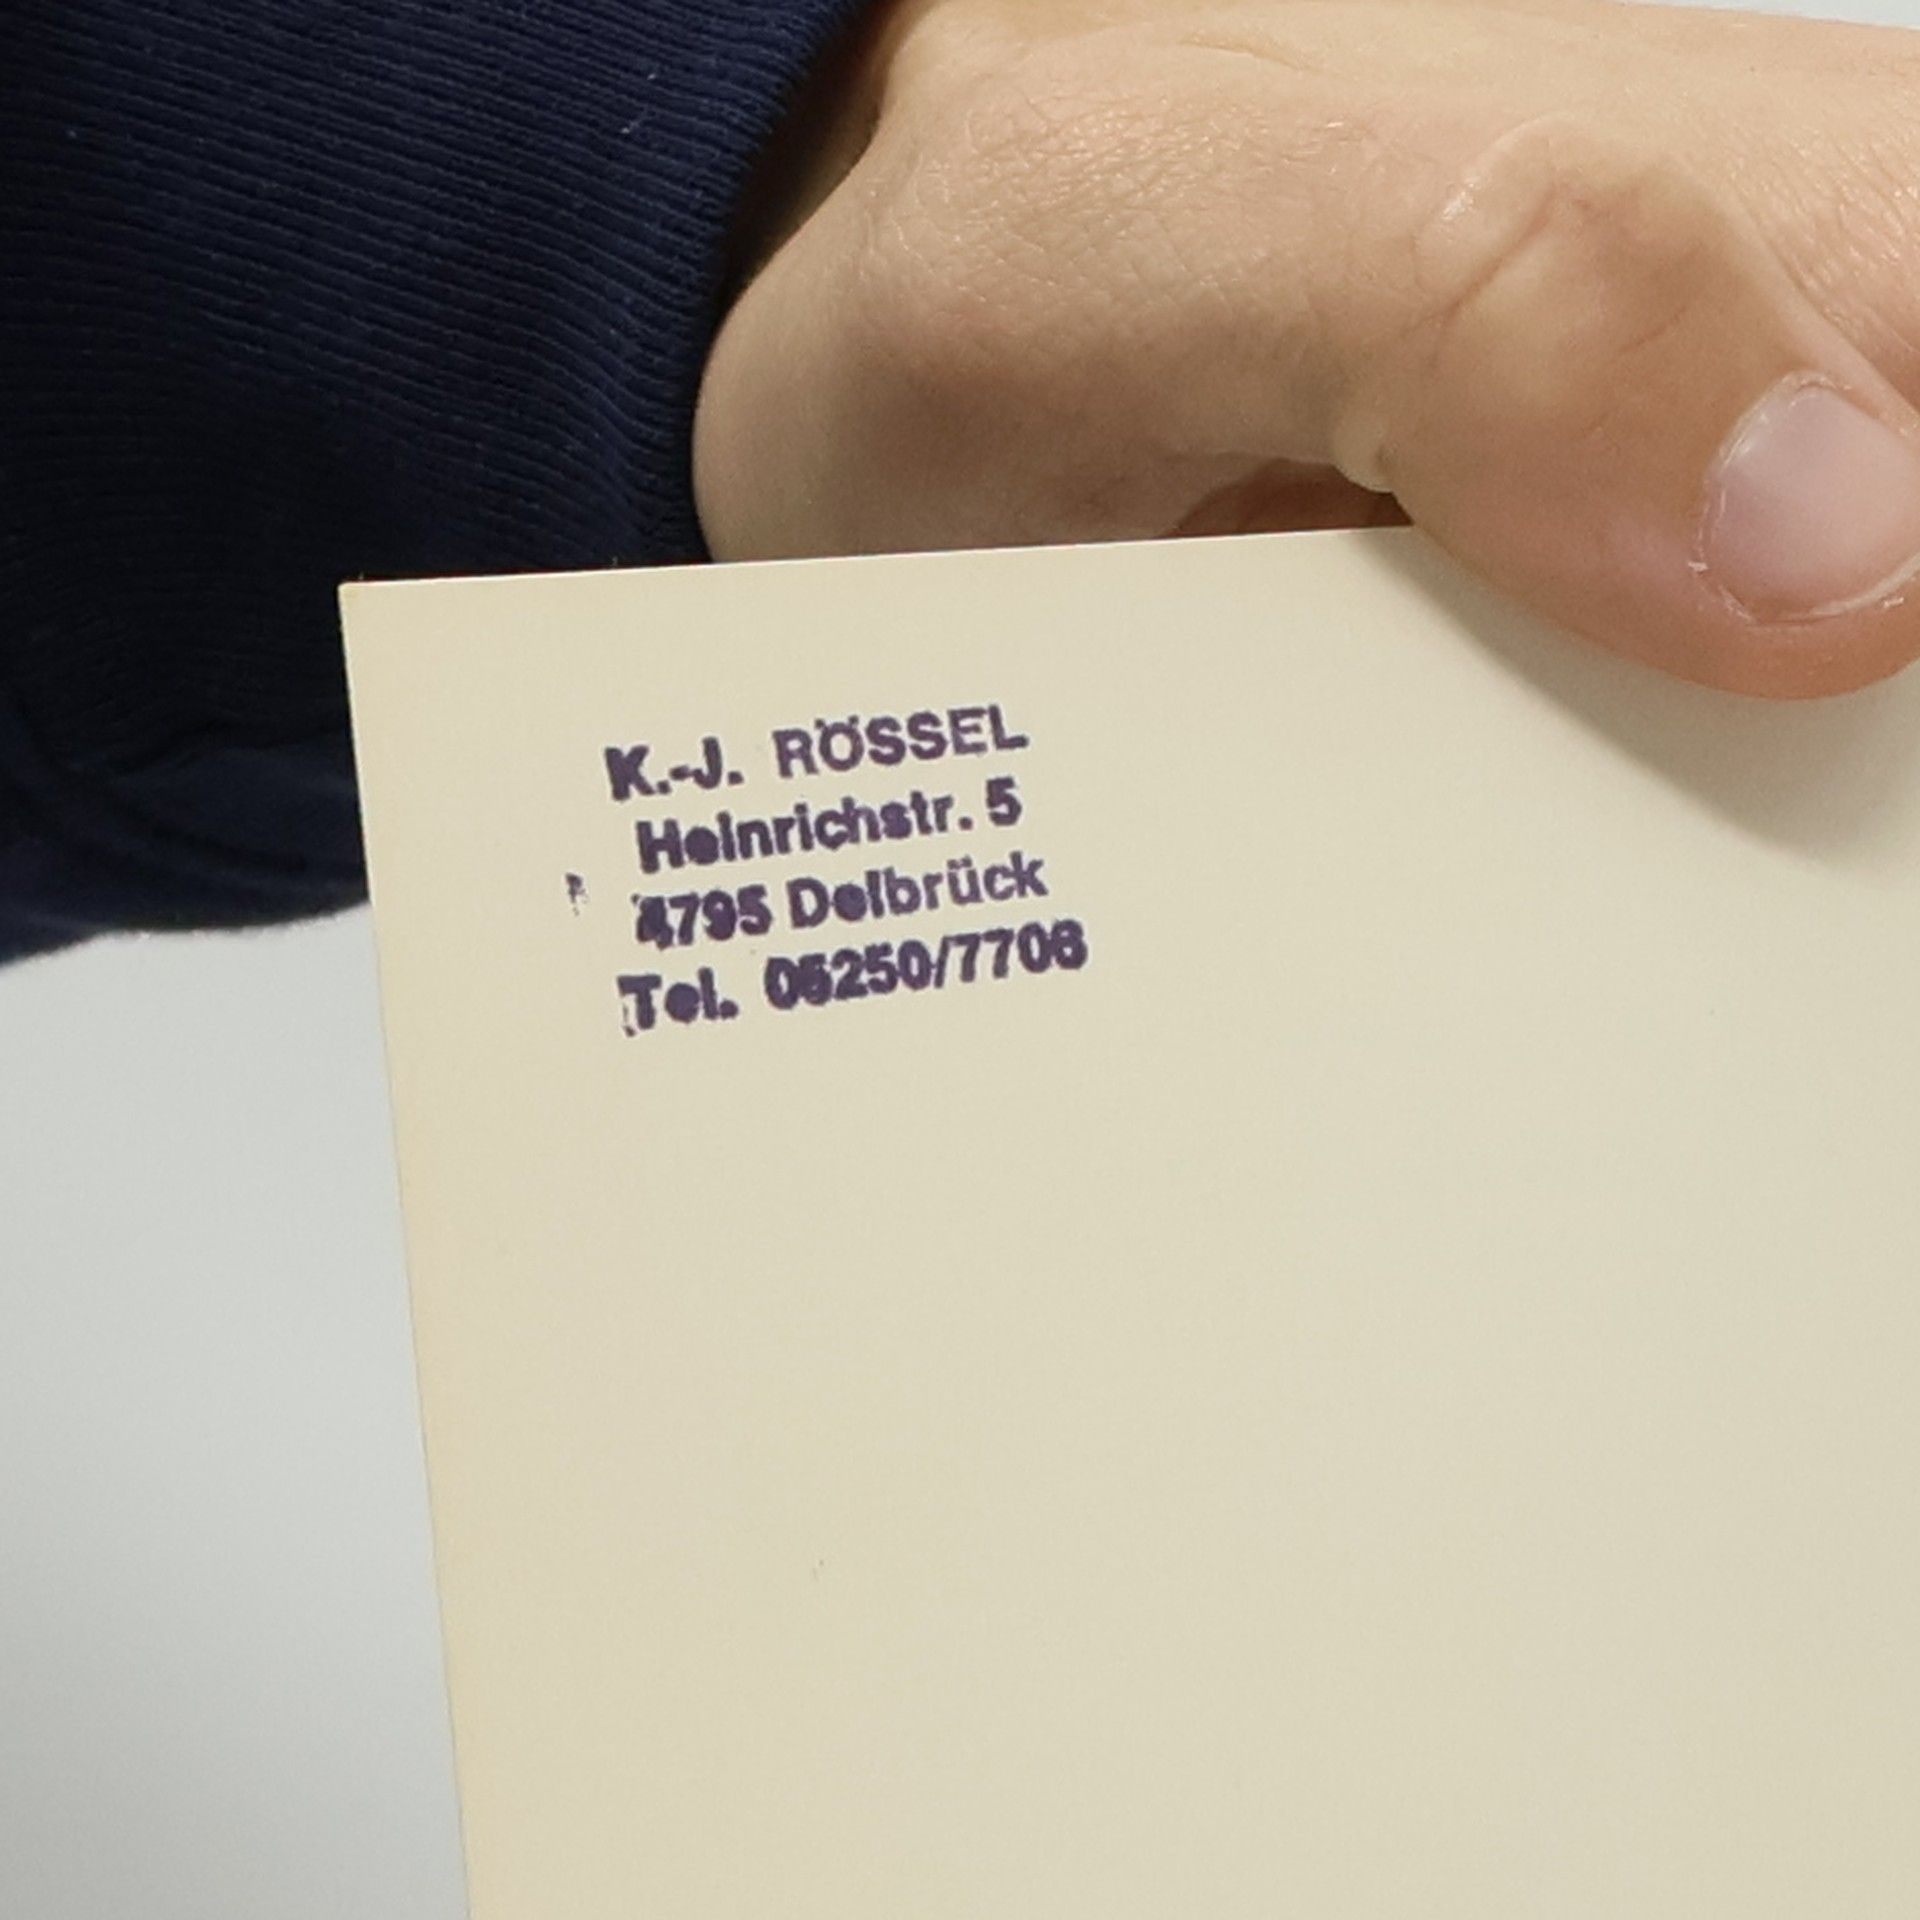 K.-J. RÖSSEL
Heinrichstr. 5
4795 Delbrück
Tel. 05250/7706